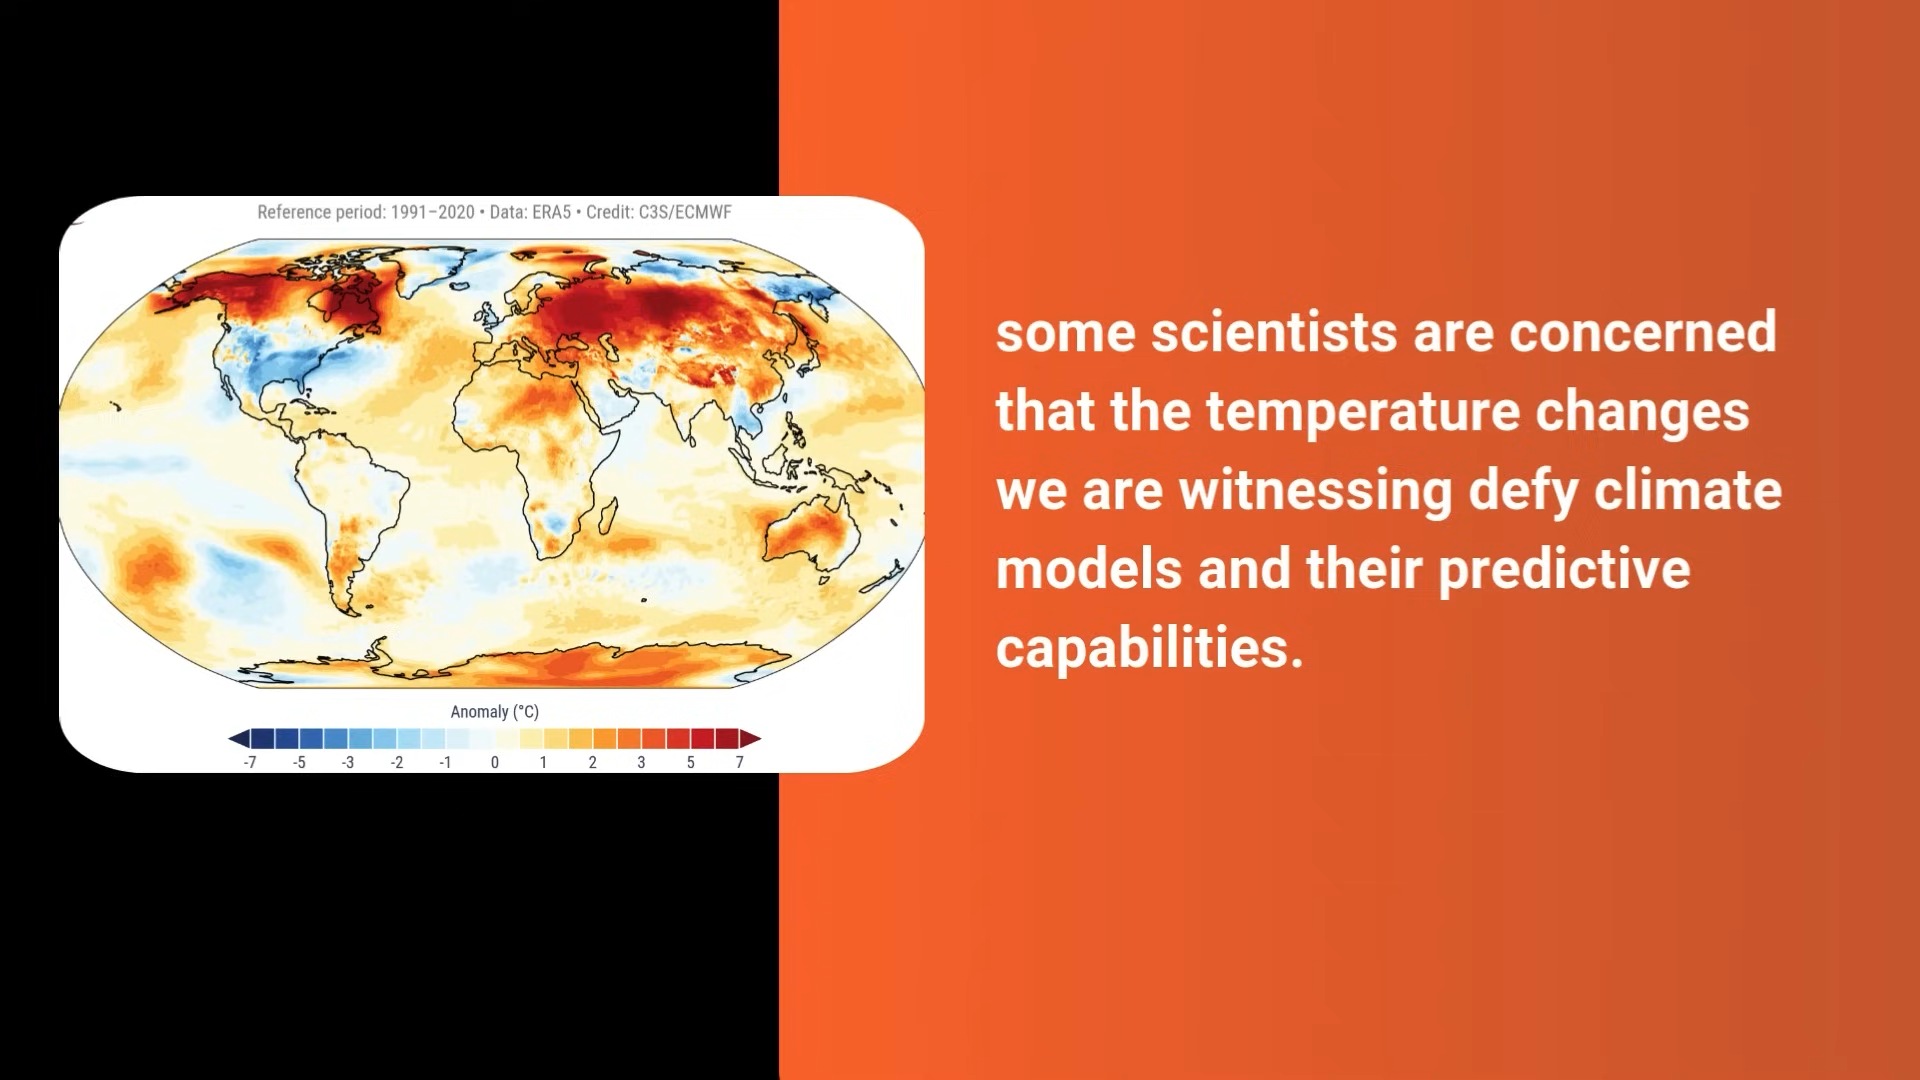 Reference period: 1991–2020 • Data: ERA5 • Credit: C3S/ECMWF
some scientists are concerned
that the temperature changes
we are witnessing defy climate
models and their predictive
capabilities.
Anomaly (°C)
-7 -5 -3 -2 -1 0 1 2 3 5 7